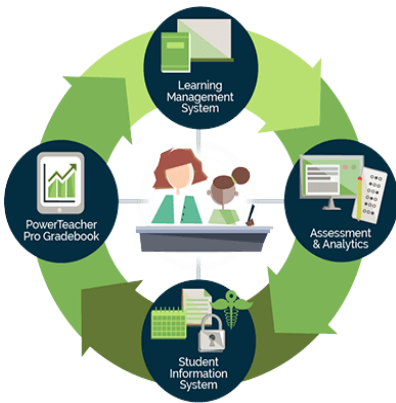 Learning
Management
System
PowerTeacher
Pro Gradebook
Assessment
& Analytics
Student
Information
System